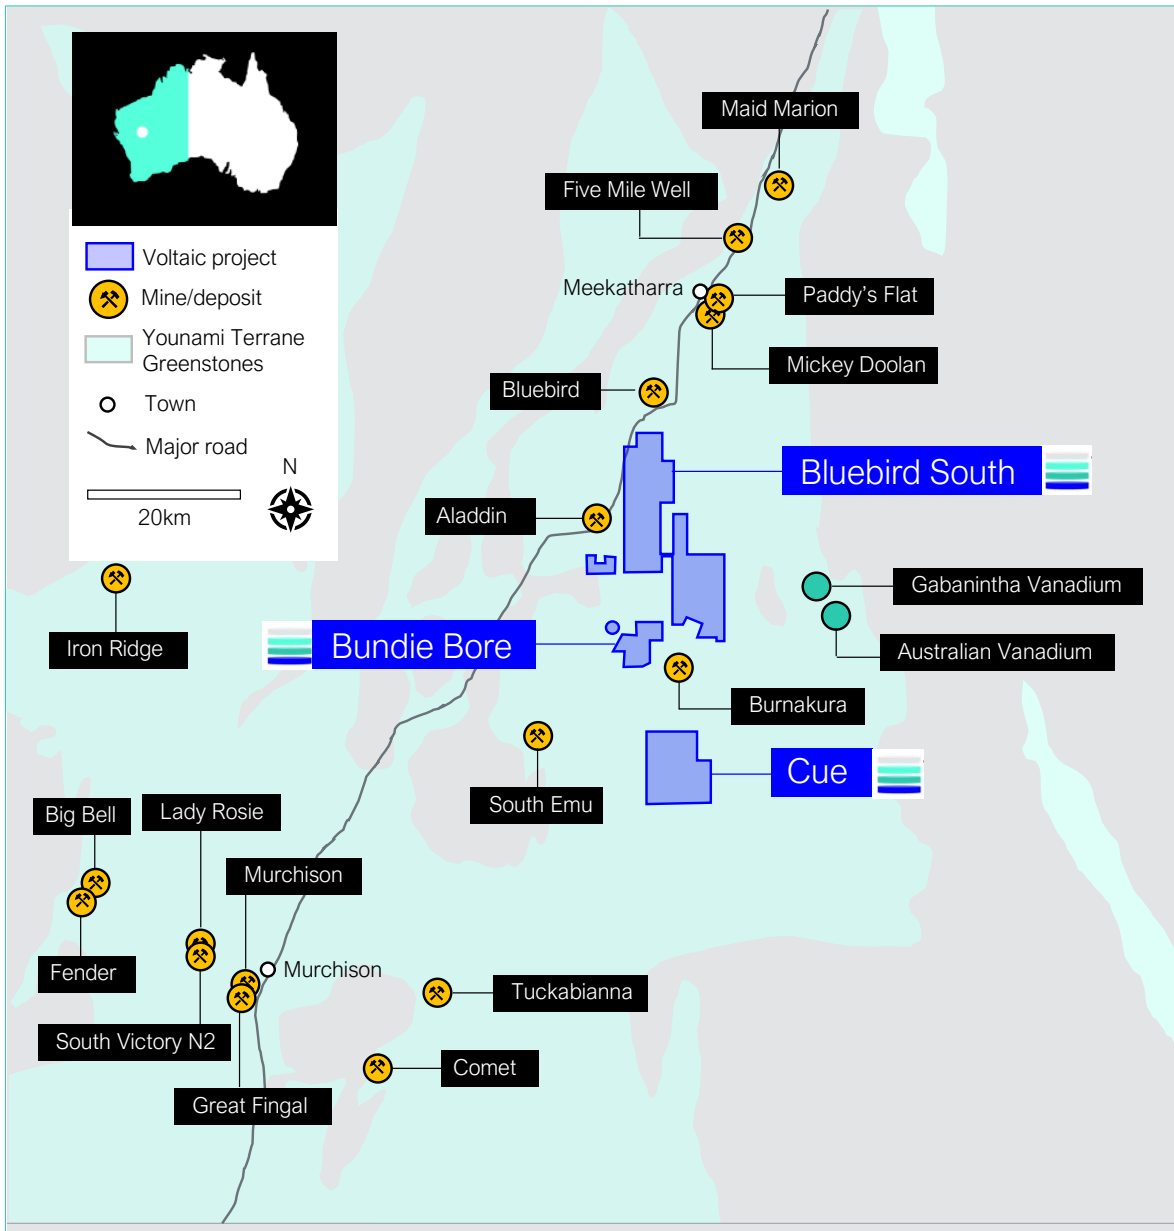 Maid Marion
Five Mile Well
Voltaic project
Meekatharra
Paddy's Flat
Mine/deposit
Younami Terrane
Greenstones
Mickey Doolan
Bluebird
Town
Major road
N
Bluebird South
20km
Aladdin
Gabanintha Vanadium
Iron Ridge
Bundie Bore
Australian Vanadium
Burnakura
Cue
South Emu
Big Bell
Lady Rosie
Murchison
Fender
Murchison
Tuckabianna
South Victory N2
Comet
Great Fingal